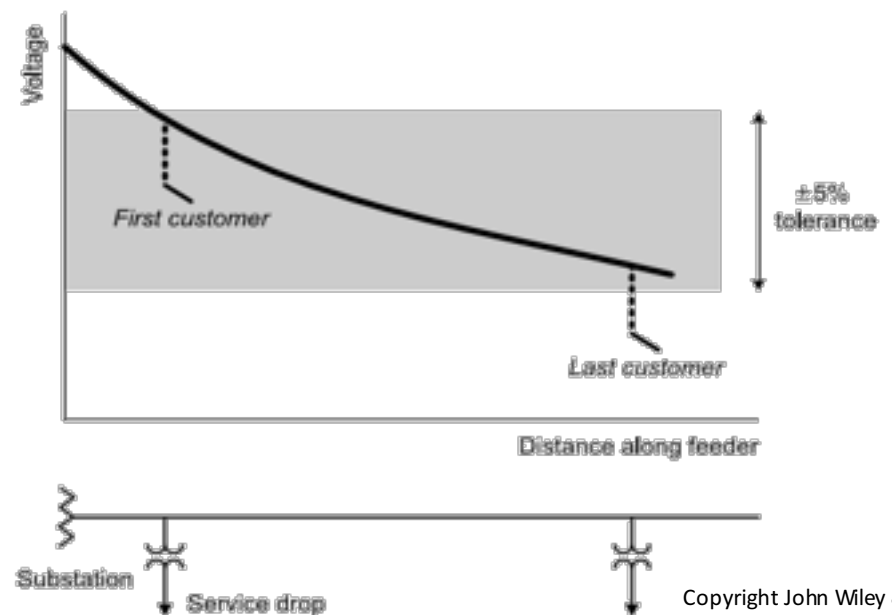 Voltage
First customer
±5%
tolerance
Last customer
Distance along feeder
Substation
Service drop
Copyright John Wiley